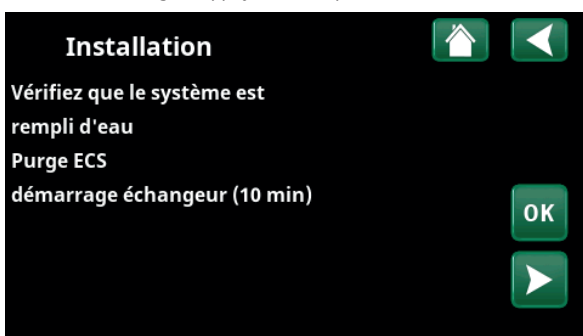 Installation
Vérifiez que le système est
rempli d'eau
Purge ECS
démarrage échangeur (10 min)
OK